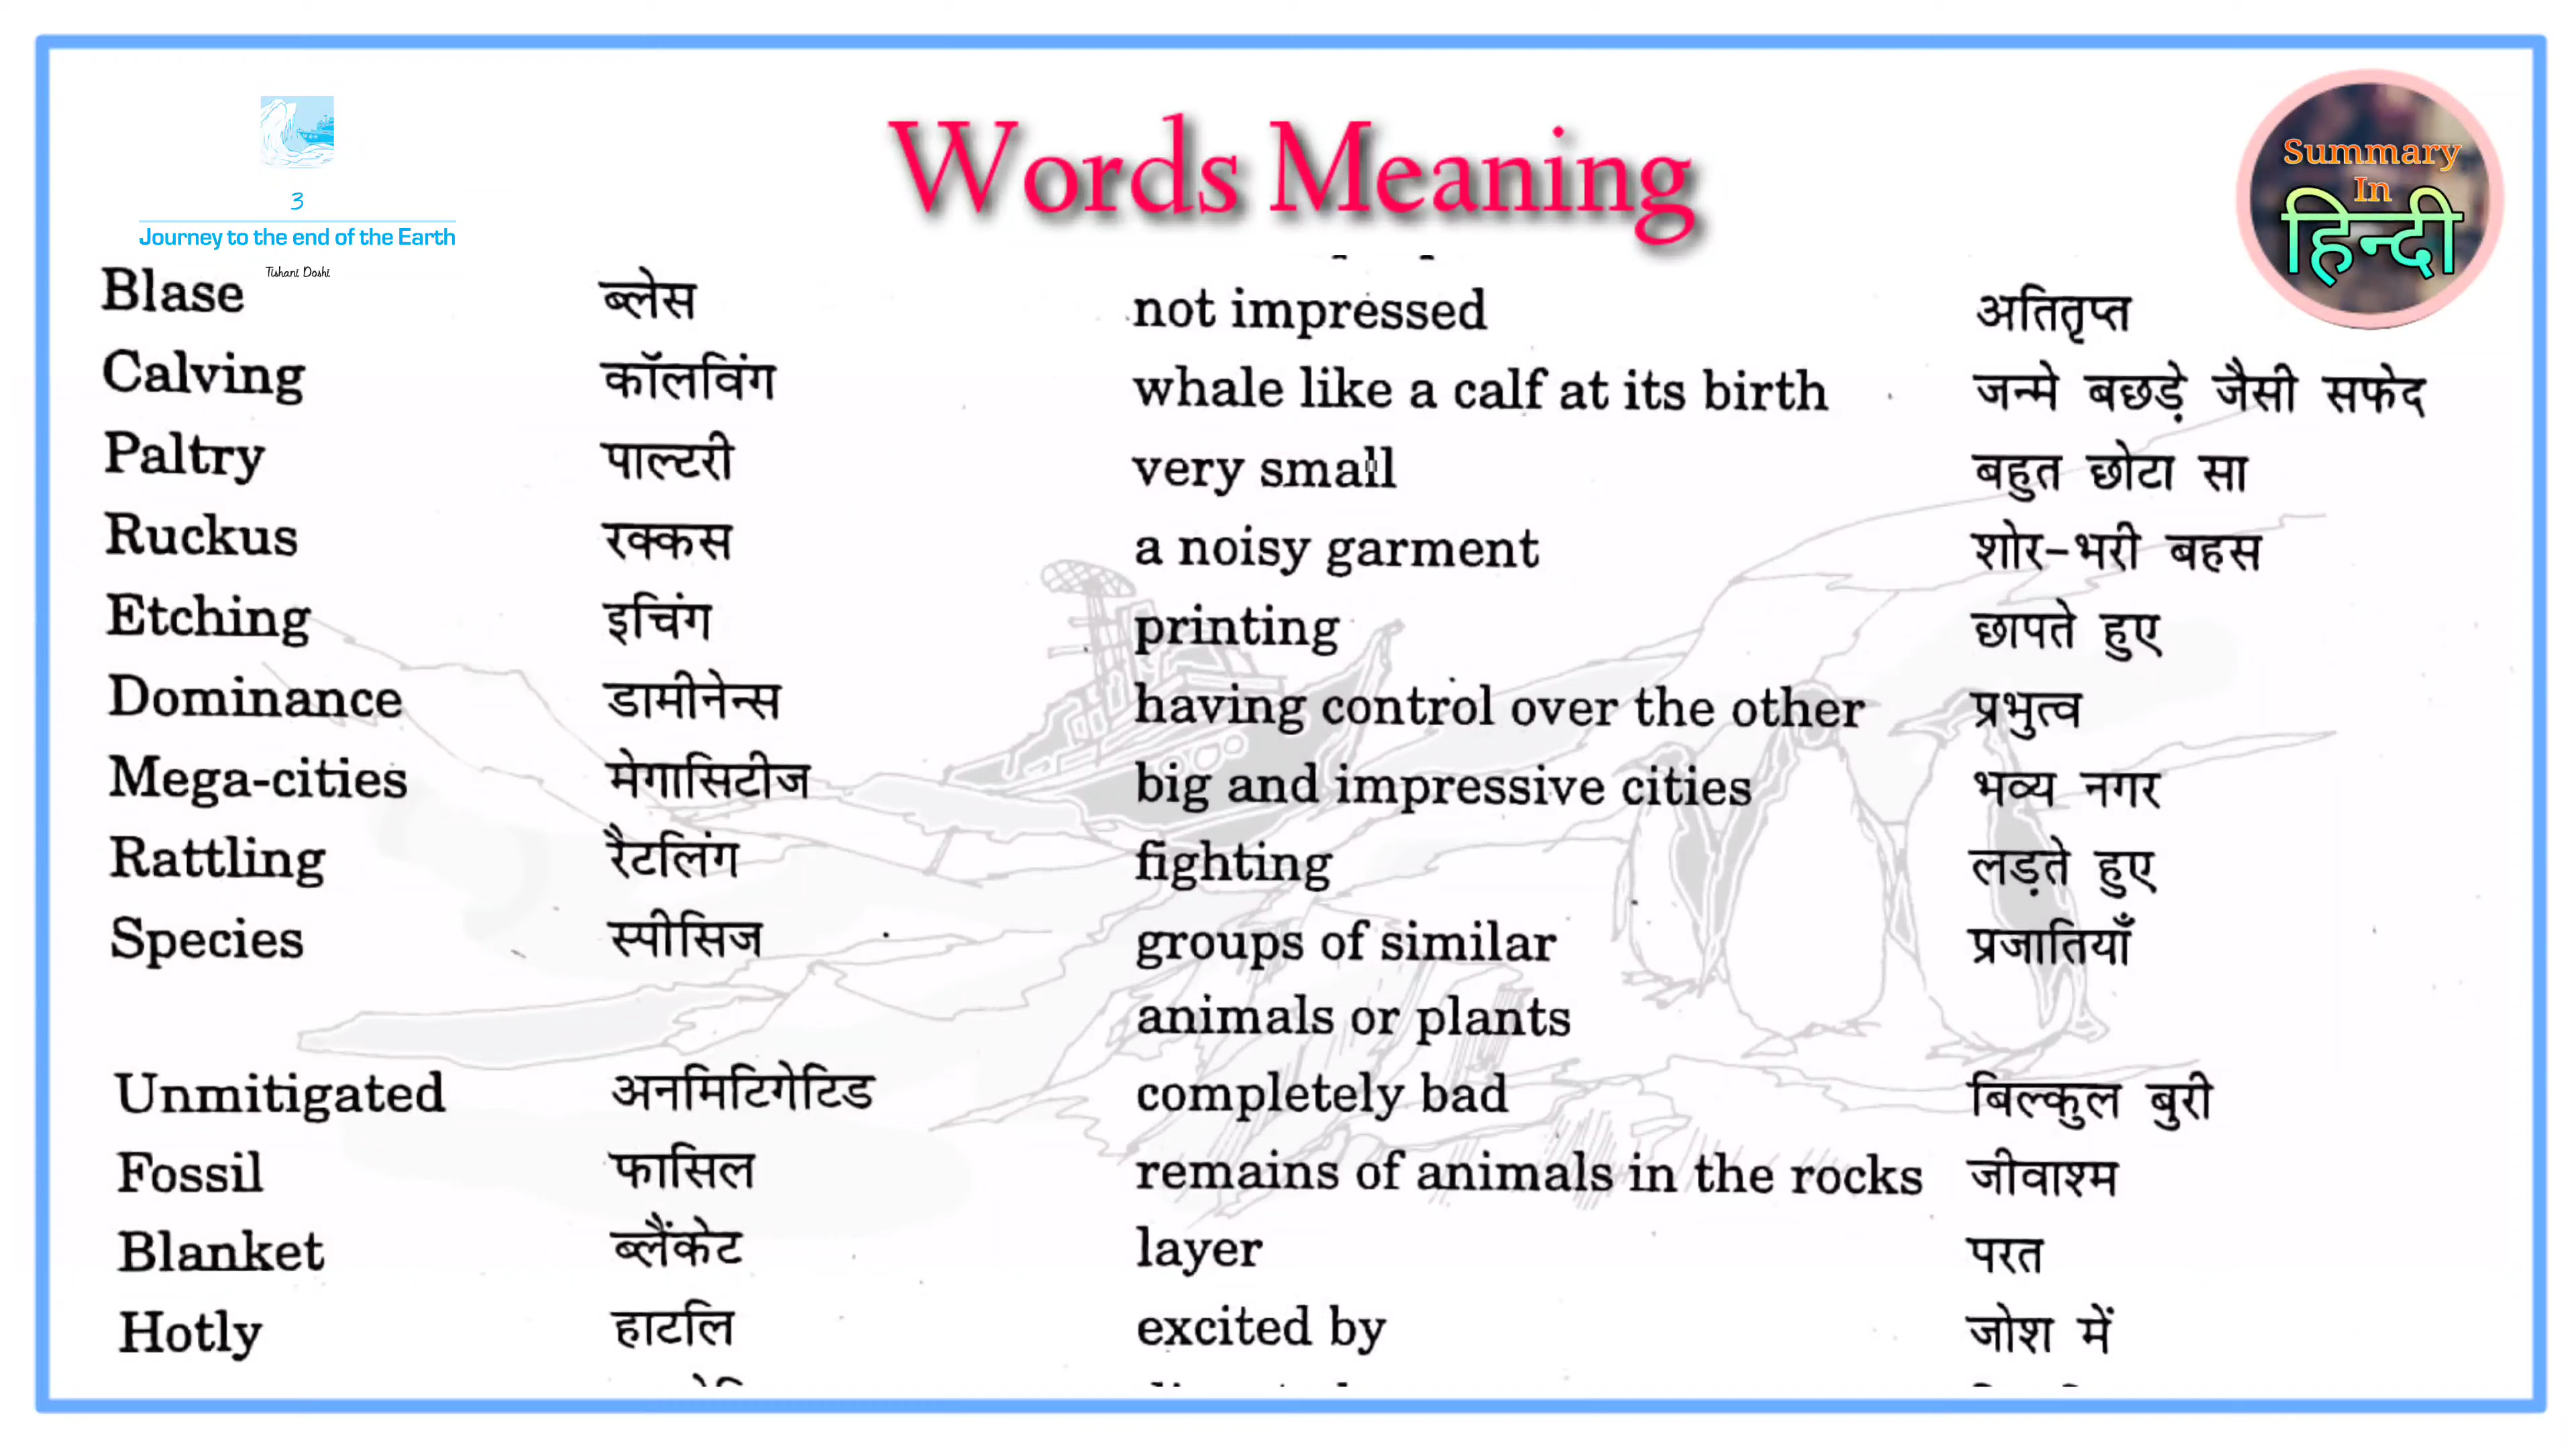 3
Journey to the end of the Earth
Tishani Doshi
Words Meaning
Summary
In
हिन्दी
Blase ब्लेस not impressed अतितृप्त
Calving कॉलविंग whale like a calf at its birth जन्मे बछड़े जैसी सफेद
Paltry पाल्टरी very small बहुत छोटा सा
Ruckus रक्कस a noisy garment शोर-भरी बहस
Etching इचिंग printing छापते हुए
Dominance डामीनेन्स having control over the other प्रभुत्व
Mega-cities मेगासिटीज big and impressive cities भव्य नगर
Rattling रैटलिंग fighting लड़ते हुए
Species स्पीसिज groups of similar प्रजातियाँ
animals or plants
Unmitigated अनमिटिगेटिड completely bad बिल्कुल बुरी
Fossil फासिल remains of animals in the rocks जीवाश्म
Blanket ब्लैंकेट layer परत
Hotly हाटलि excited by जोश में